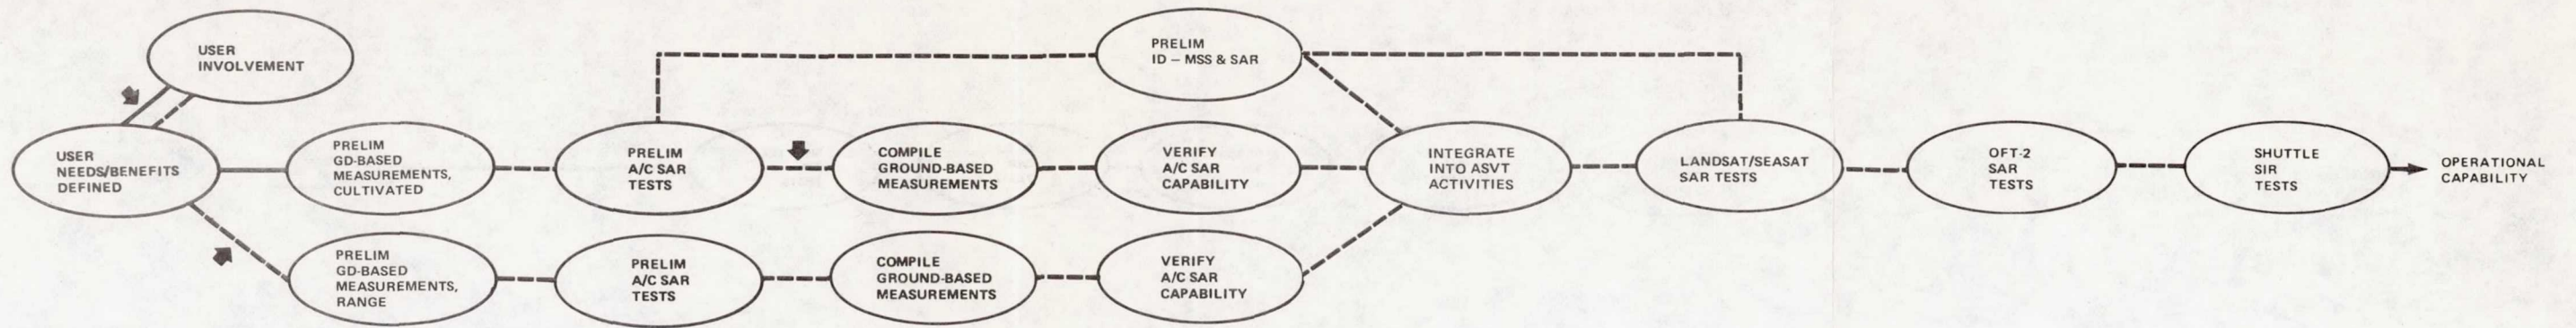 USER
INVOLVEMENT
PRELIM
ID – MSS & SAR
USER
NEEDS/BENEFITS
DEFINED
PRELIM
GD-BASED
MEASUREMENTS,
CULTIVATED
PRELIM
A/C SAR
TESTS
COMPILE
GROUND-BASED
MEASUREMENTS
VERIFY
A/C SAR
CAPABILITY
INTEGRATE
INTO ASVT
ACTIVITIES
LANDSAT/SEASAT
SAR TESTS
OFT-2
SAR
TESTS
SHUTTLE
SIR
TESTS
OPERATIONAL
CAPABILITY
PRELIM
GD-BASED
MEASUREMENTS,
RANGE
PRELIM
A/C SAR
TESTS
COMPILE
GROUND-BASED
MEASUREMENTS
VERIFY
A/C SAR
CAPABILITY